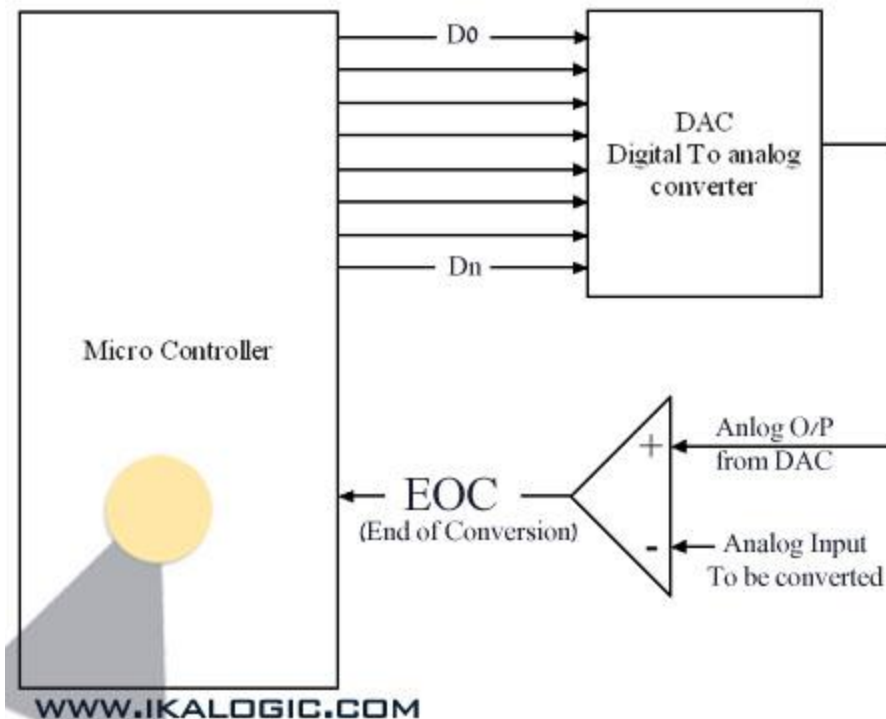 D0
DAC
Digital To analog
converter
Dn
Micro Controller
+
Anlog O/P
from DAC
EOC
(End of Conversion)
-
Analog Input
To be converted
WWW.IKALOGIC.COM